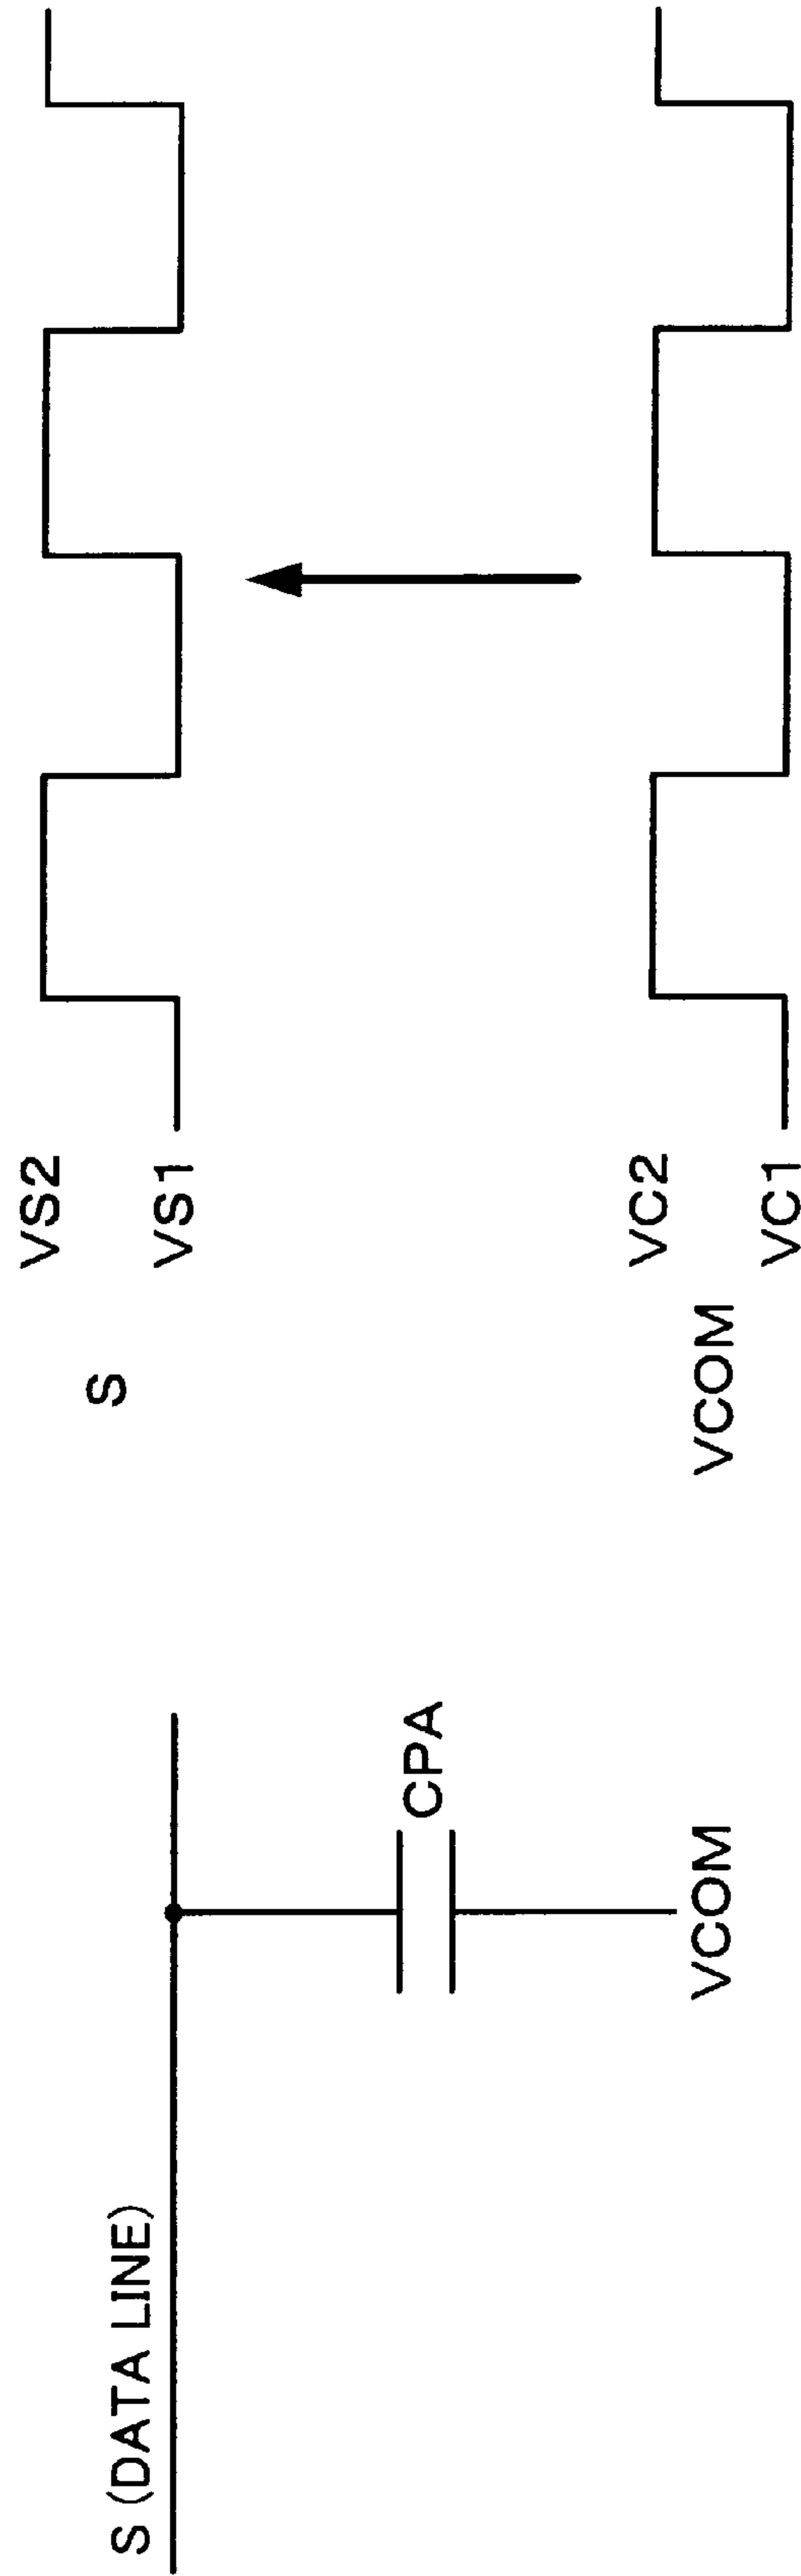 S (DATA LINE)
CPA
VCOM
S
VS2
VS1
VCOM
VC2
VC1